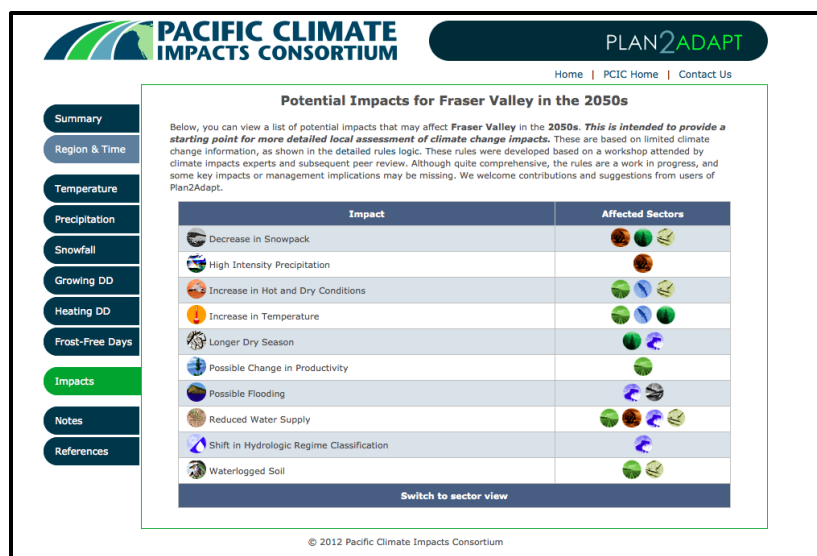 PACIFIC CLIMATE
IMPACTS CONSORTIUM
PLAN2ADAPT
Home | PCIC Home | Contact Us
Summary
Region & Time
Temperature
Precipitation
Snowfall
Growing DD
Heating DD
Frost-Free Days
Impacts
Notes
References
Potential Impacts for Fraser Valley in the 2050s
Below, you can view a list of potential impacts that may affect Fraser Valley in the 2050s. This is intended to provide a
starting point for more detailed local assessment of climate change impacts. These are based on limited climate
change information, as shown in the detailed rules logic. These rules were developed based on a workshop attended by
climate impacts experts and subsequent peer review. Although quite comprehensive, the rules are a work in progress, and
some key impacts or management implications may be missing. We welcome contributions and suggestions from users of
Plan2Adapt.
Impact Affected Sectors
Decrease in Snowpack
High Intensity Precipitation
Increase in Hot and Dry Conditions
Increase in Temperature
Longer Dry Season
Possible Change in Productivity
Possible Flooding
Reduced Water Supply
Shift in Hydrologic Regime Classification
Waterlogged Soil
Switch to sector view
© 2012 Pacific Climate Impacts Consortium